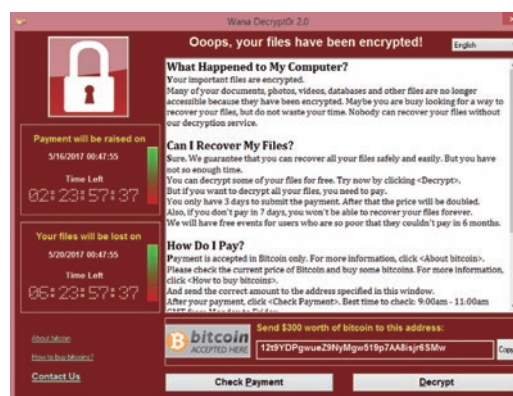 Wana Decrypt0r 2.0
Ooops, your files have been encrypted!
English
What Happened to My Computer?
Your important files are encrypted.
Many of your documents, photos, videos, databases and other files are no longer
accessible because they have been encrypted. Maybe you are busy looking for a way to
recover your files, but do not waste your time. Nobody can recover your files without
our decryption service.
Can I Recover My Files?
Sure. We guarantee that you can recover all your files safely and easily. But you have
not so enough time.
You can decrypt some of your files for free. Try now by clicking <Decrypt>.
But if you want to decrypt all your files, you need to pay.
You only have 3 days to submit the payment. After that the price will be doubled.
Also, if you don't pay in 7 days, you won't be able to recover your files forever.
We will have free events for users who are so poor that they couldn't pay in 6 months.
How Do I Pay?
Payment is accepted in Bitcoin only. For more information, click <About bitcoin>.
Please check the current price of Bitcoin and buy some bitcoins. For more information,
click <How to buy bitcoins>.
And send the correct amount to the address specified in this window.
After your payment, click <Check Payment>. Best time to check: 9:00am - 11:00am
GMT from Monday to Friday.
Payment will be raised on
5/16/2017 00:47:55
Time Left
02:23:57:37
Your files will be lost on
5/20/2017 00:47:55
Time Left
06:23:57:37
About bitcoin
How to buy bitcoins?
Contact Us
bitcoin
ACCEPTED HERE
Send $300 worth of bitcoin to this address:
12t9YDPgwueZ9NyMgw519p7AA8isjr6SMw
Copy
Check Payment
Decrypt